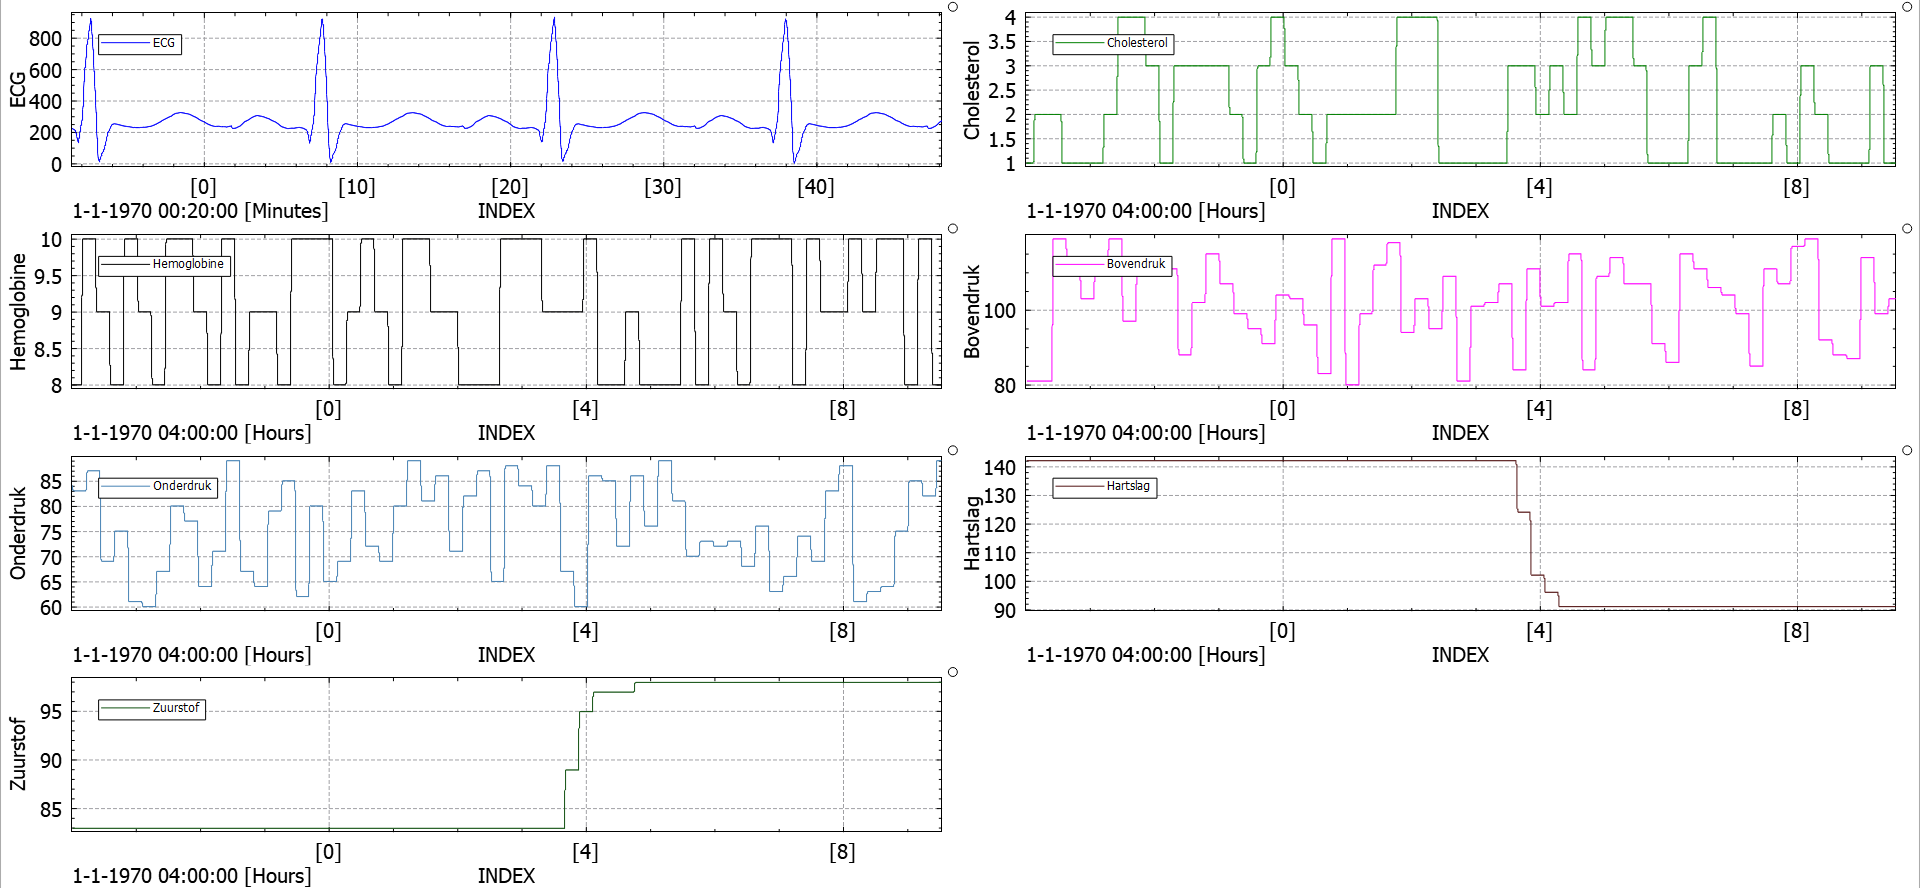 ECG
800
600
400
200
0
ECG
[0] [10] [20] [30] [40]
1-1-1970 00:20:00 [Minutes] INDEX
Cholesterol
4
3.5
3
2.5
2
1.5
1
Cholesterol
[0] [4] [8]
1-1-1970 04:00:00 [Hours] INDEX
Hemoglobine
10
9.5
9
8.5
8
Hemoglobine
[0] [4] [8]
1-1-1970 04:00:00 [Hours] INDEX
Bovendruk
100
80
Bovendruk
[0] [4] [8]
1-1-1970 04:00:00 [Hours] INDEX
Onderdruk
85
80
75
70
65
60
Onderdruk
[0] [4] [8]
1-1-1970 04:00:00 [Hours] INDEX
Hartslag
140
130
120
110
100
90
Hartslag
[0] [4] [8]
1-1-1970 04:00:00 [Hours] INDEX
Zuurstof
95
90
85
Zuurstof
[0] [4] [8]
1-1-1970 04:00:00 [Hours] INDEX